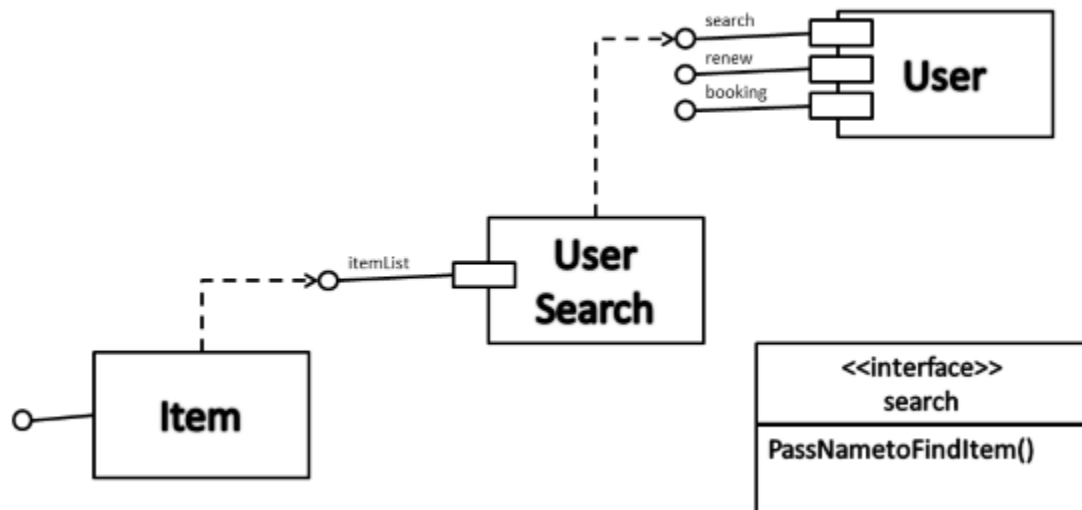 search
renew
booking
User
itemList
User
Search
Item
<<interface>>
search
PassNametoFindItem()